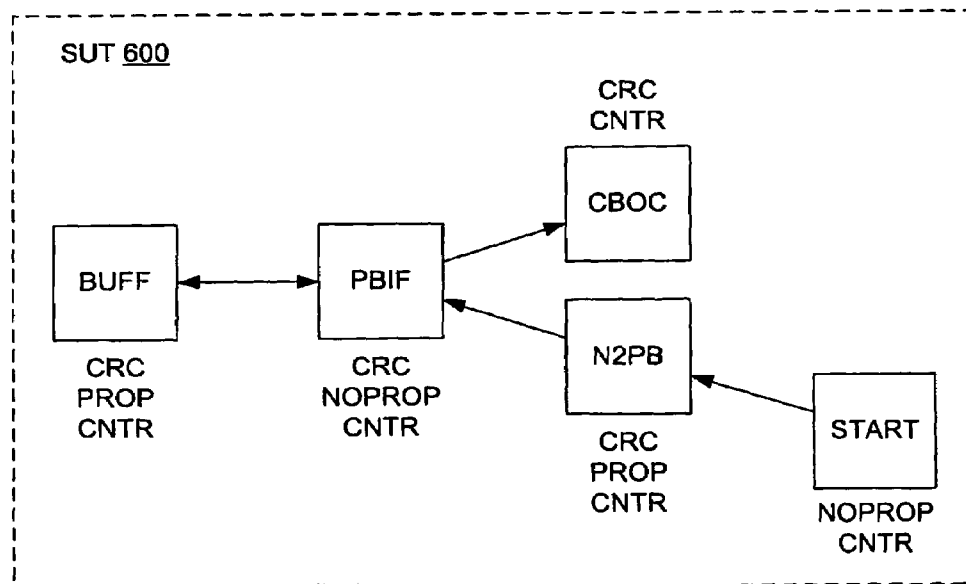 SUT 600
CRC
CNTR
CBOC
BUFF
PBIF
CRC
PROP
CNTR
CRC
NOPROP
CNTR
N2PB
CRC
PROP
CNTR
START
NOPROP
CNTR